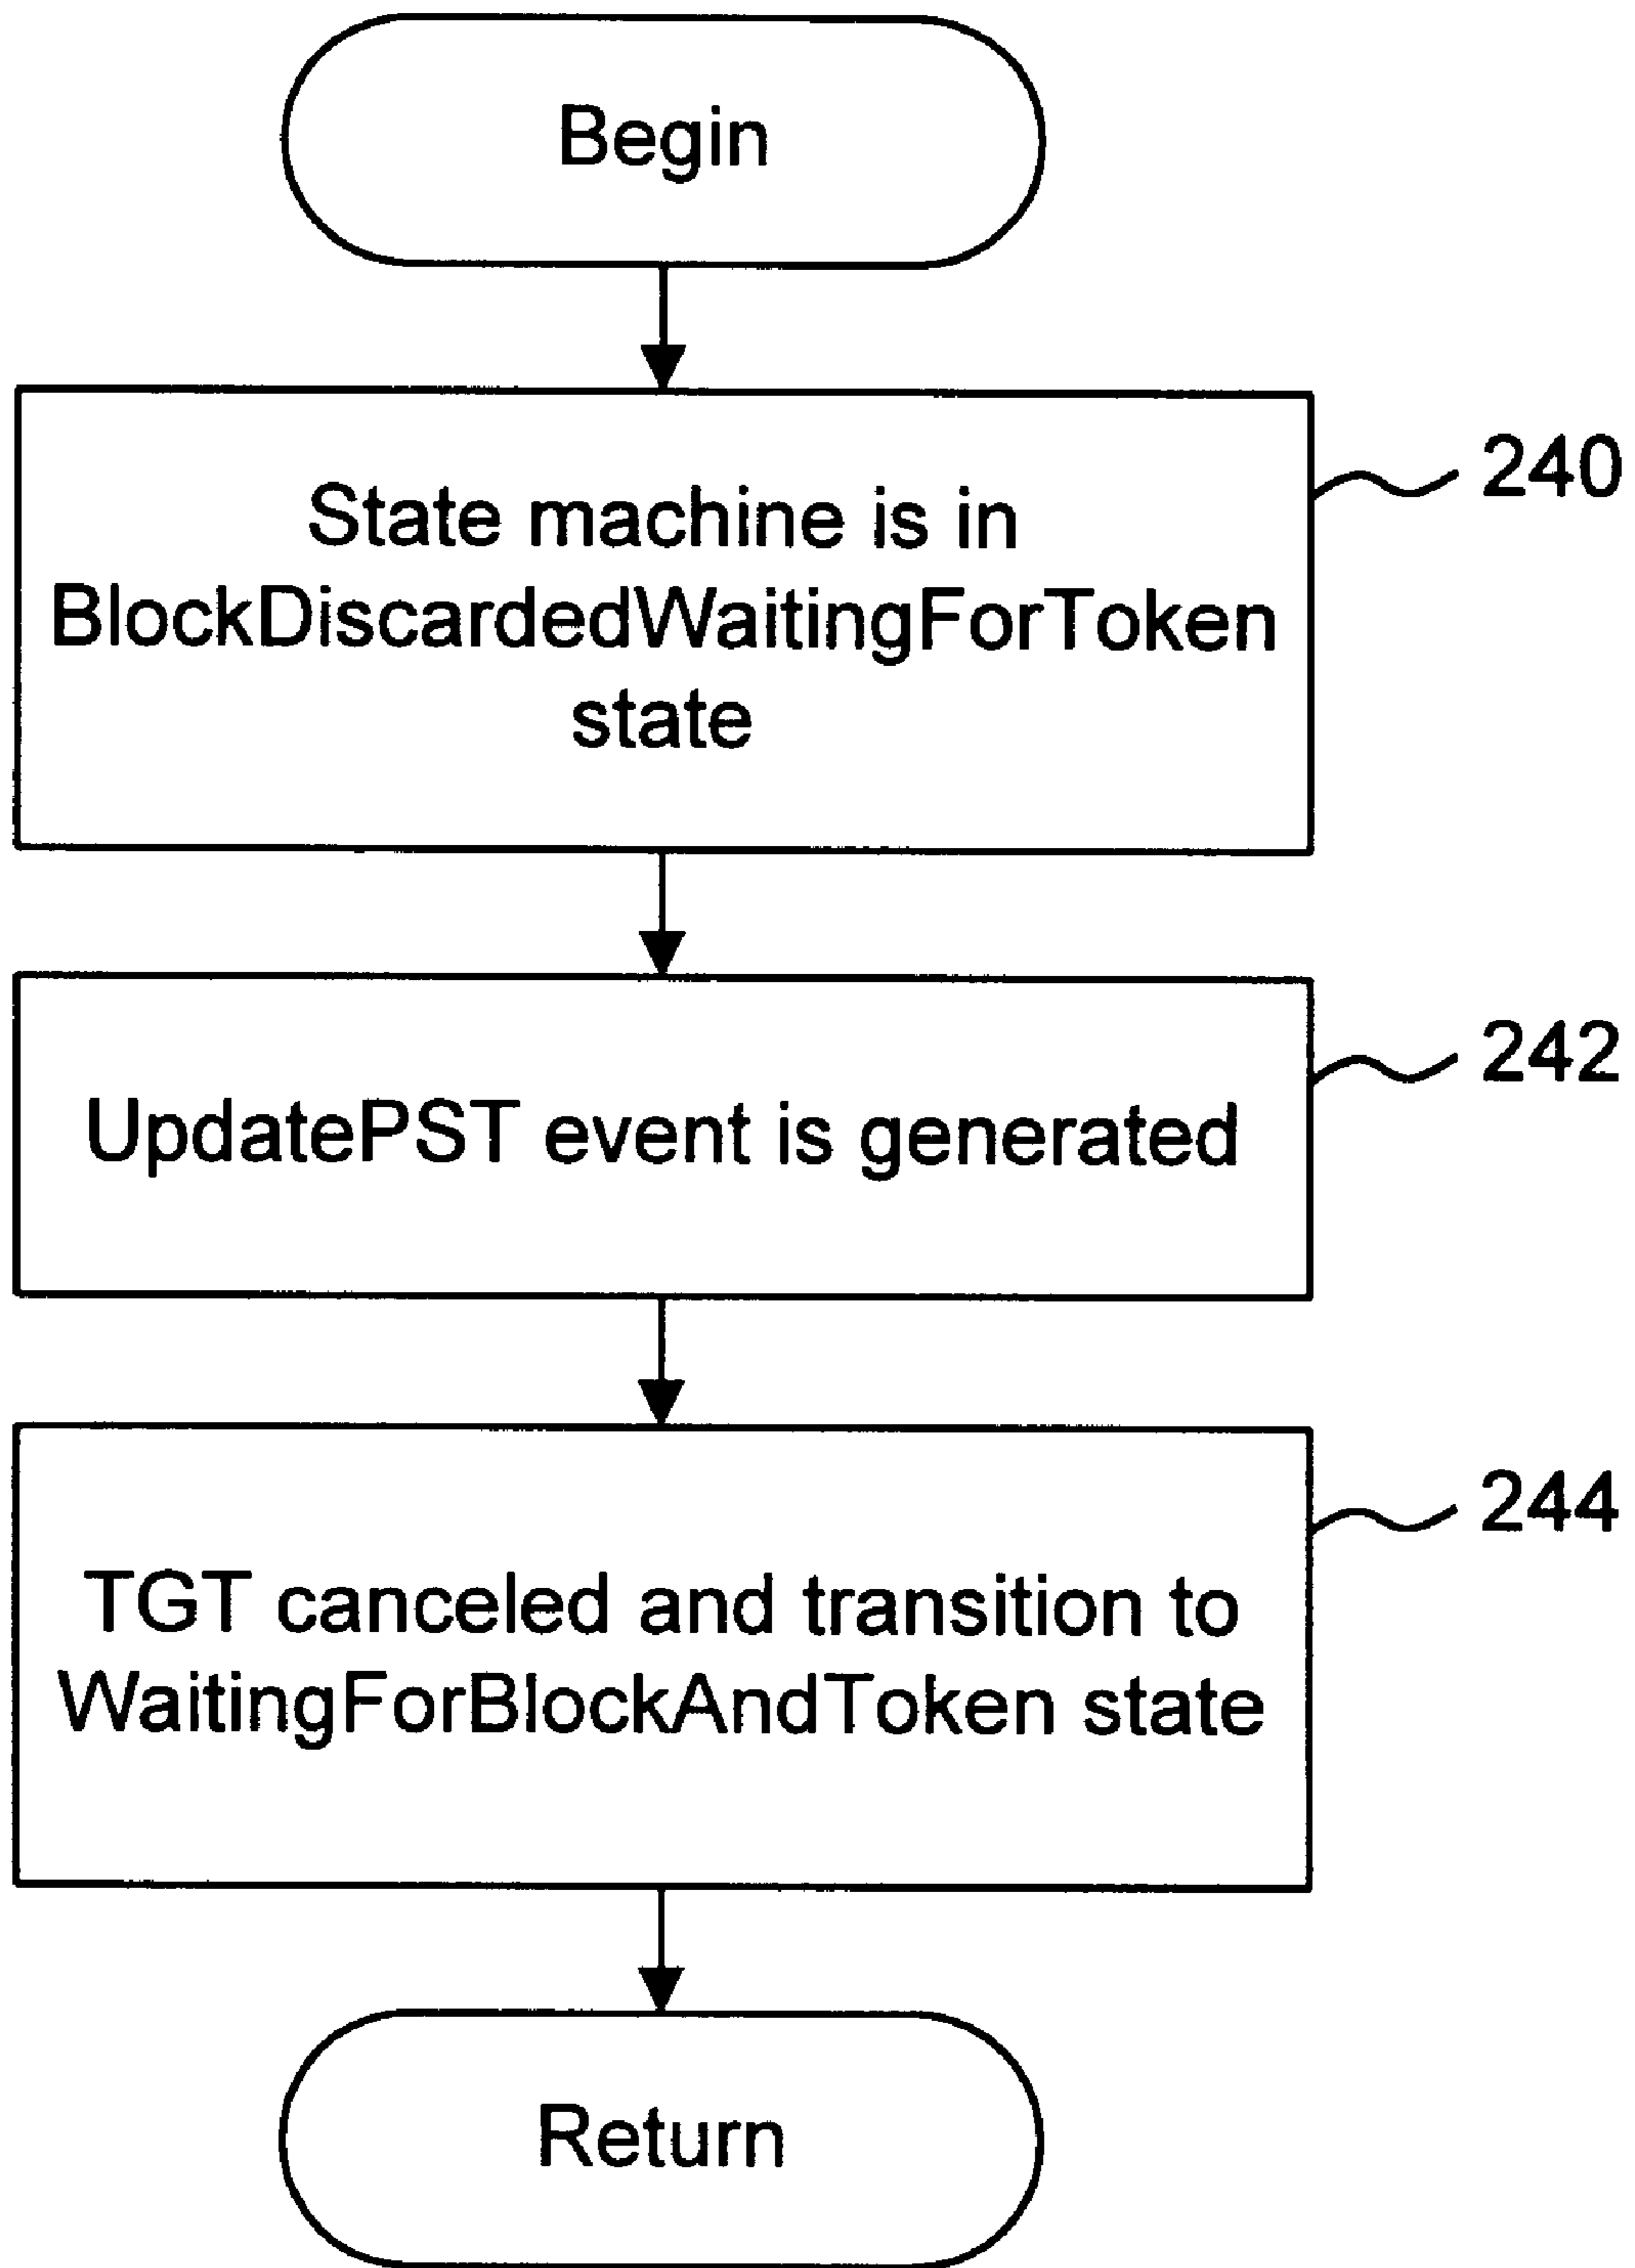 Begin
State machine is in
BlockDiscardedWaitingForToken
state
240
UpdatePST event is generated
242
TGT canceled and transition to
WaitingForBlockAndToken state
244
Return